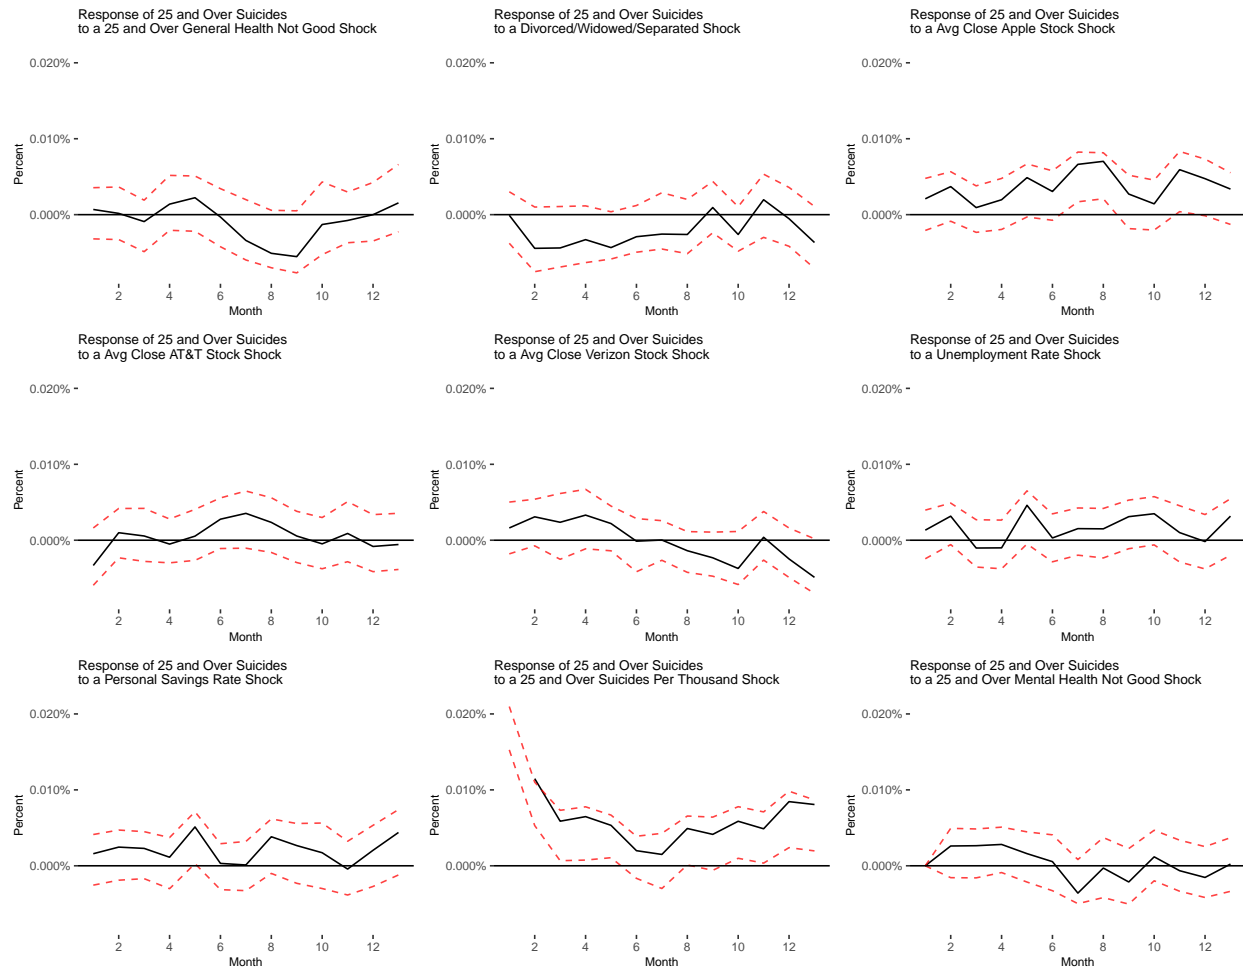 Response of 25 and Over Suicides
to a 25 and Over General Health Not Good Shock
0.020%
0.010%
0.000%
Percent
2 4 6 8 10 12
Month
Response of 25 and Over Suicides
to a Divorced/Widowed/Separated Shock
0.020%
0.010%
0.000%
Percent
2 4 6 8 10 12
Month
Response of 25 and Over Suicides
to a Avg Close Apple Stock Shock
0.020%
0.010%
0.000%
Percent
2 4 6 8 10 12
Month
Response of 25 and Over Suicides
to a Avg Close AT&T Stock Shock
0.020%
0.010%
0.000%
Percent
2 4 6 8 10 12
Month
Response of 25 and Over Suicides
to a Avg Close Verizon Stock Shock
0.020%
0.010%
0.000%
Percent
2 4 6 8 10 12
Month
Response of 25 and Over Suicides
to a Unemployment Rate Shock
0.020%
0.010%
0.000%
Percent
2 4 6 8 10 12
Month
Response of 25 and Over Suicides
to a Personal Savings Rate Shock
0.020%
0.010%
0.000%
Percent
2 4 6 8 10 12
Month
Response of 25 and Over Suicides
to a 25 and Over Suicides Per Thousand Shock
0.020%
0.010%
0.000%
Percent
2 4 6 8 10 12
Month
Response of 25 and Over Suicides
to a 25 and Over Mental Health Not Good Shock
0.020%
0.010%
0.000%
Percent
2 4 6 8 10 12
Month